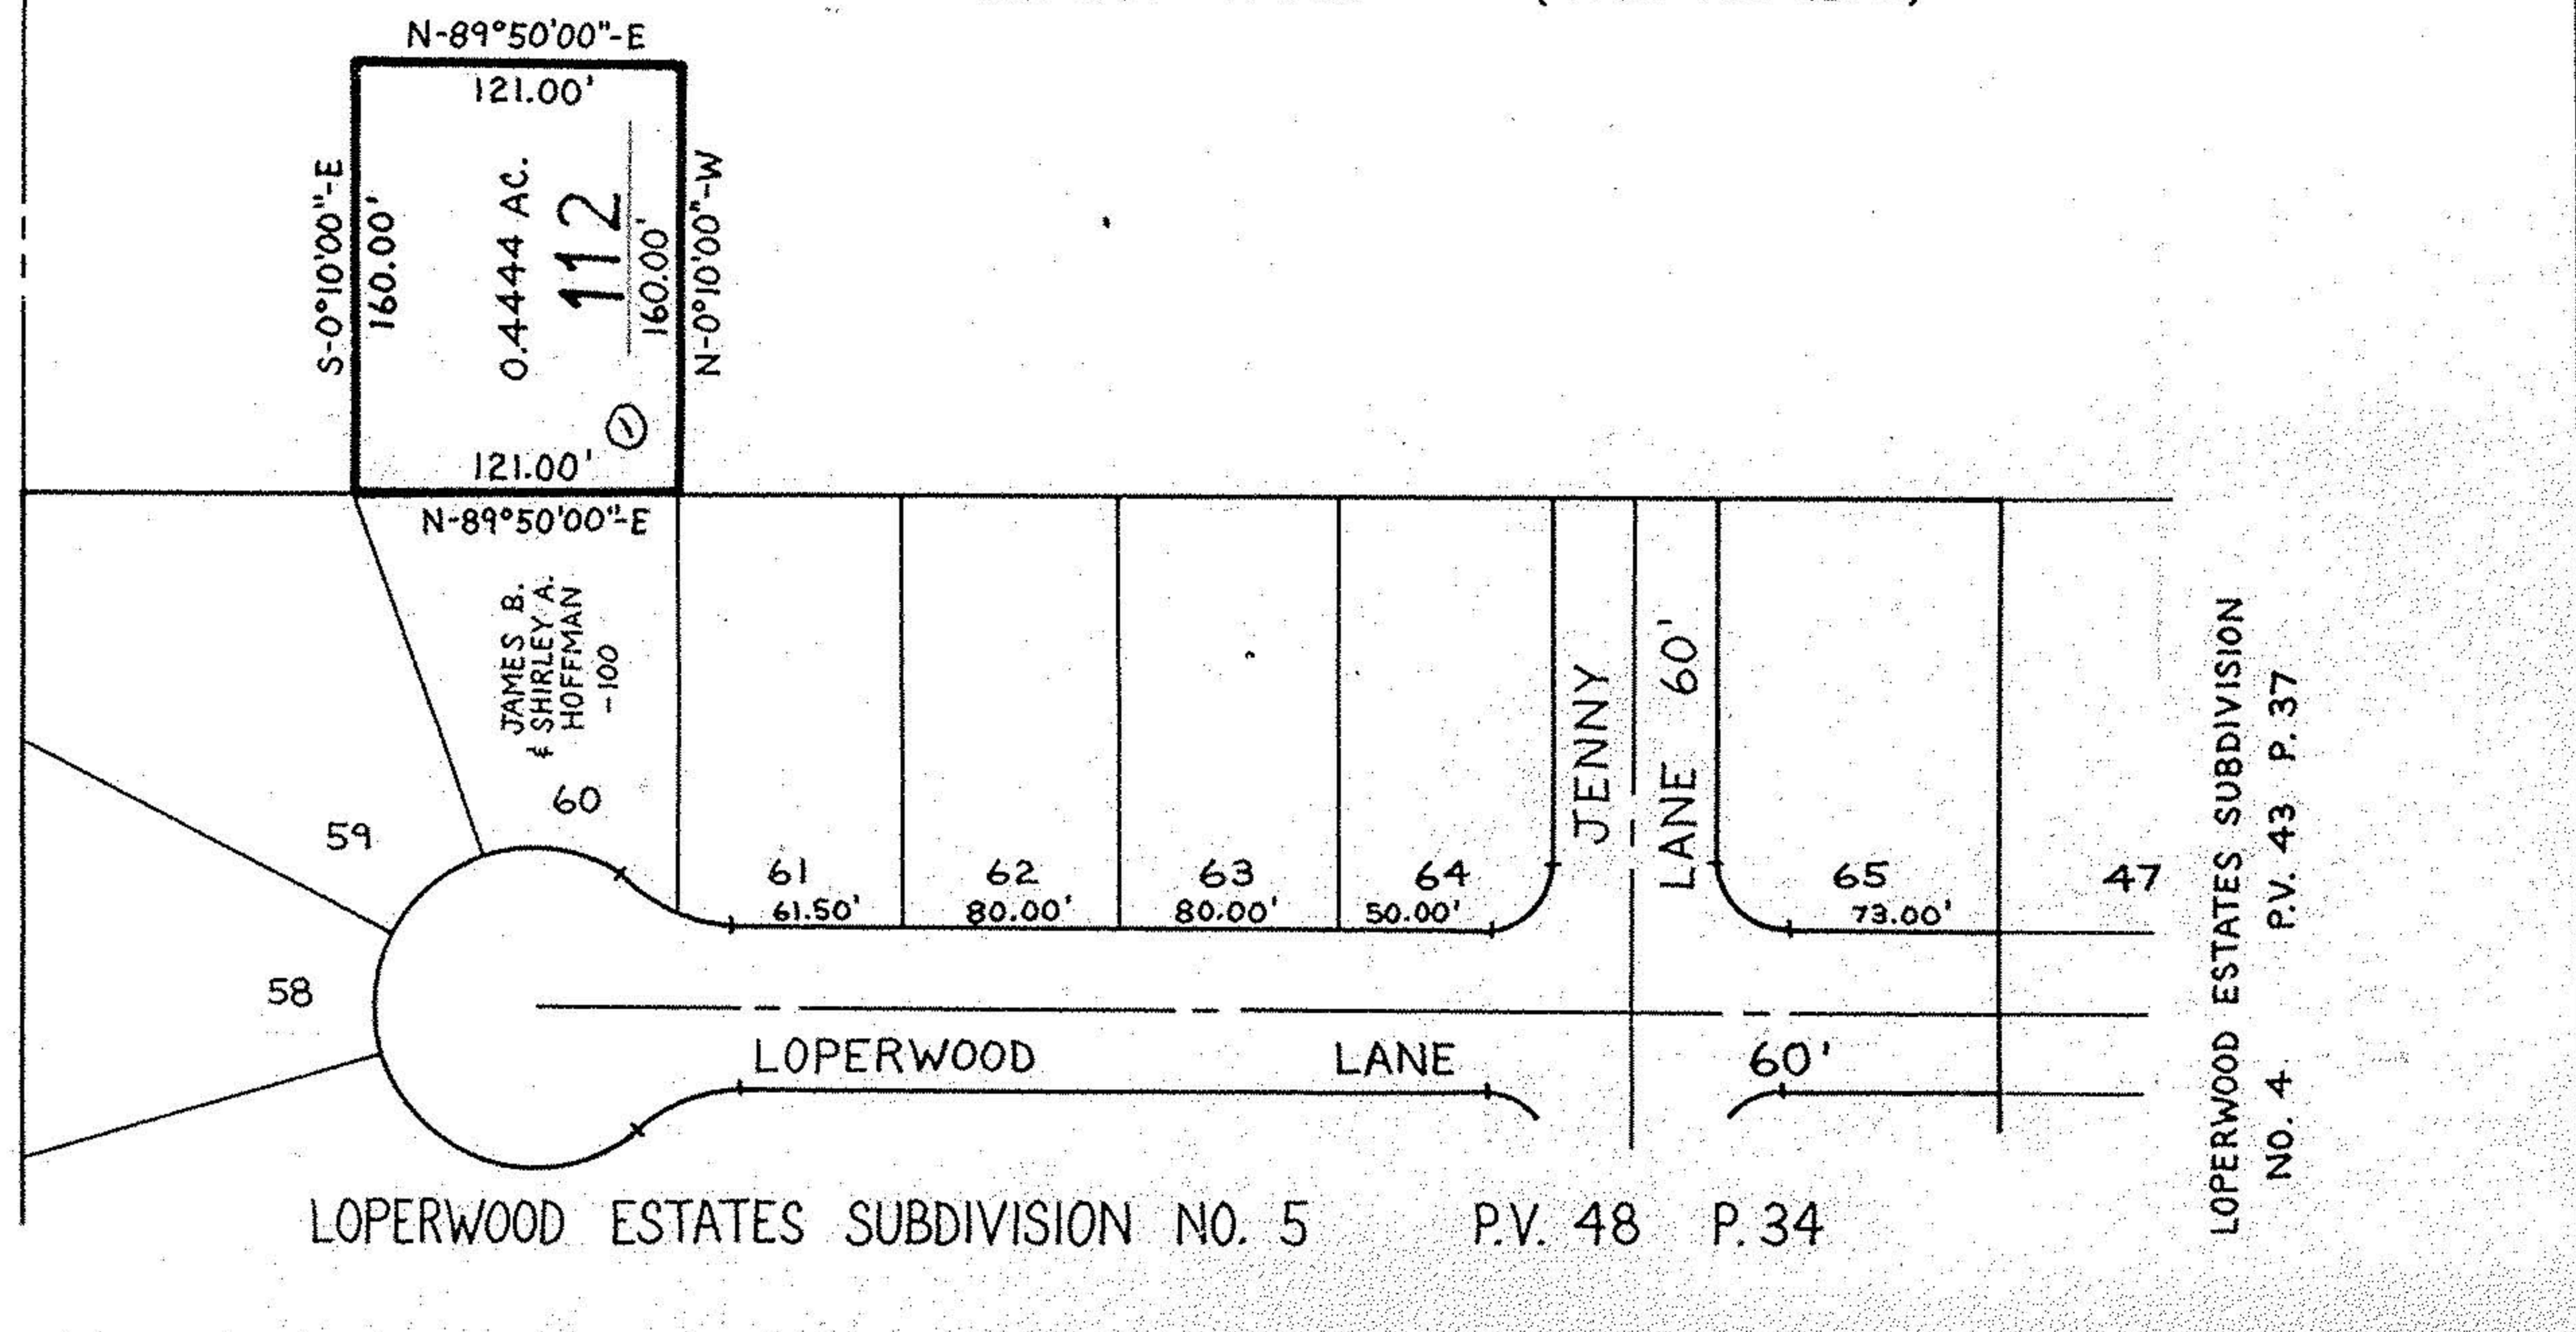 N-89°50'00"-E
121.00'
S-0°10'00"-E
160.00'
0.4444 AC.
112
160.00'
N-0°10'00"-W
1
121.00'
N-89°50'00"-E
JAMES B.
& SHIRLEY A.
HOFFMAN
-100
60
59
58
61
61.50'
62
80.00'
63
80.00'
64
50.00'
JENNY
LANE 60'
65
73.00'
47
LOPERWOOD LANE 60'
LOPERWOOD ESTATES SUBDIVISION NO. 5 P.V. 48 P. 34
LOPERWOOD ESTATES SUBDIVISION
NO. 4 P.V. 43 P. 37